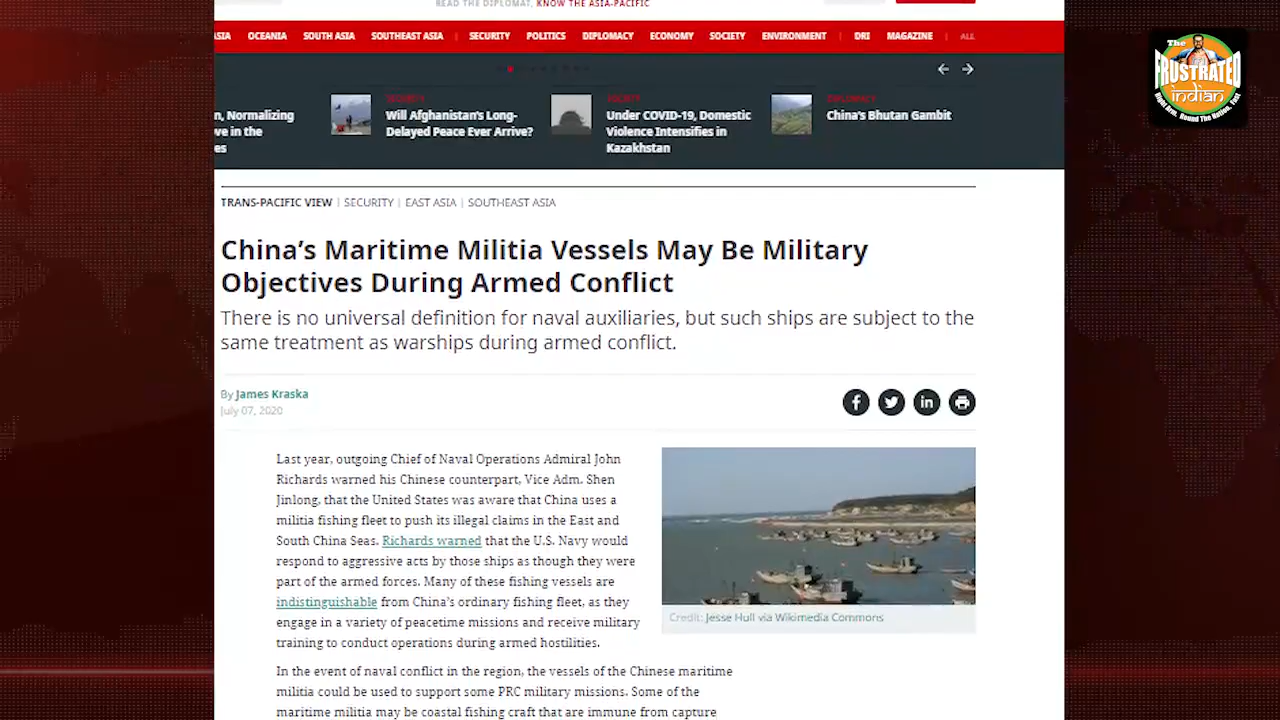 READ THE DIPLOMAT, KNOW THE ASIA-PACIFIC
ASIA OCEANIA SOUTH ASIA SOUTHEAST ASIA | SECURITY POLITICS DIPLOMACY ECONOMY SOCIETY ENVIRONMENT | DRI MAGAZINE | ALL
n, Normalizing
ve in the
es
SECURITY
Will Afghanistan's Long-
Delayed Peace Ever Arrive?
SOCIETY
Under COVID-19, Domestic
Violence Intensifies in
Kazakhstan
DIPLOMACY
China's Bhutan Gambit
The
FRUSTRATED
indian
TRANS-PACIFIC VIEW | SECURITY | EAST ASIA | SOUTHEAST ASIA
China's Maritime Militia Vessels May Be Military
Objectives During Armed Conflict
There is no universal definition for naval auxiliaries, but such ships are subject to the
same treatment as warships during armed conflict.
By James Kraska
July 07, 2020
Last year, outgoing Chief of Naval Operations Admiral John
Richards warned his Chinese counterpart, Vice Adm. Shen
Jinlong, that the United States was aware that China uses a
militia fishing fleet to push its illegal claims in the East and
South China Seas. Richards warned that the U.S. Navy would
respond to aggressive acts by those ships as though they were
part of the armed forces. Many of these fishing vessels are
indistinguishable from China's ordinary fishing fleet, as they
engage in a variety of peacetime missions and receive military
training to conduct operations during armed hostilities.
Credit: Jesse Hull via Wikimedia Commons
In the event of naval conflict in the region, the vessels of the Chinese maritime
militia could be used to support some PRC military missions. Some of the
maritime militia may be coastal fishing craft that are immune from capture